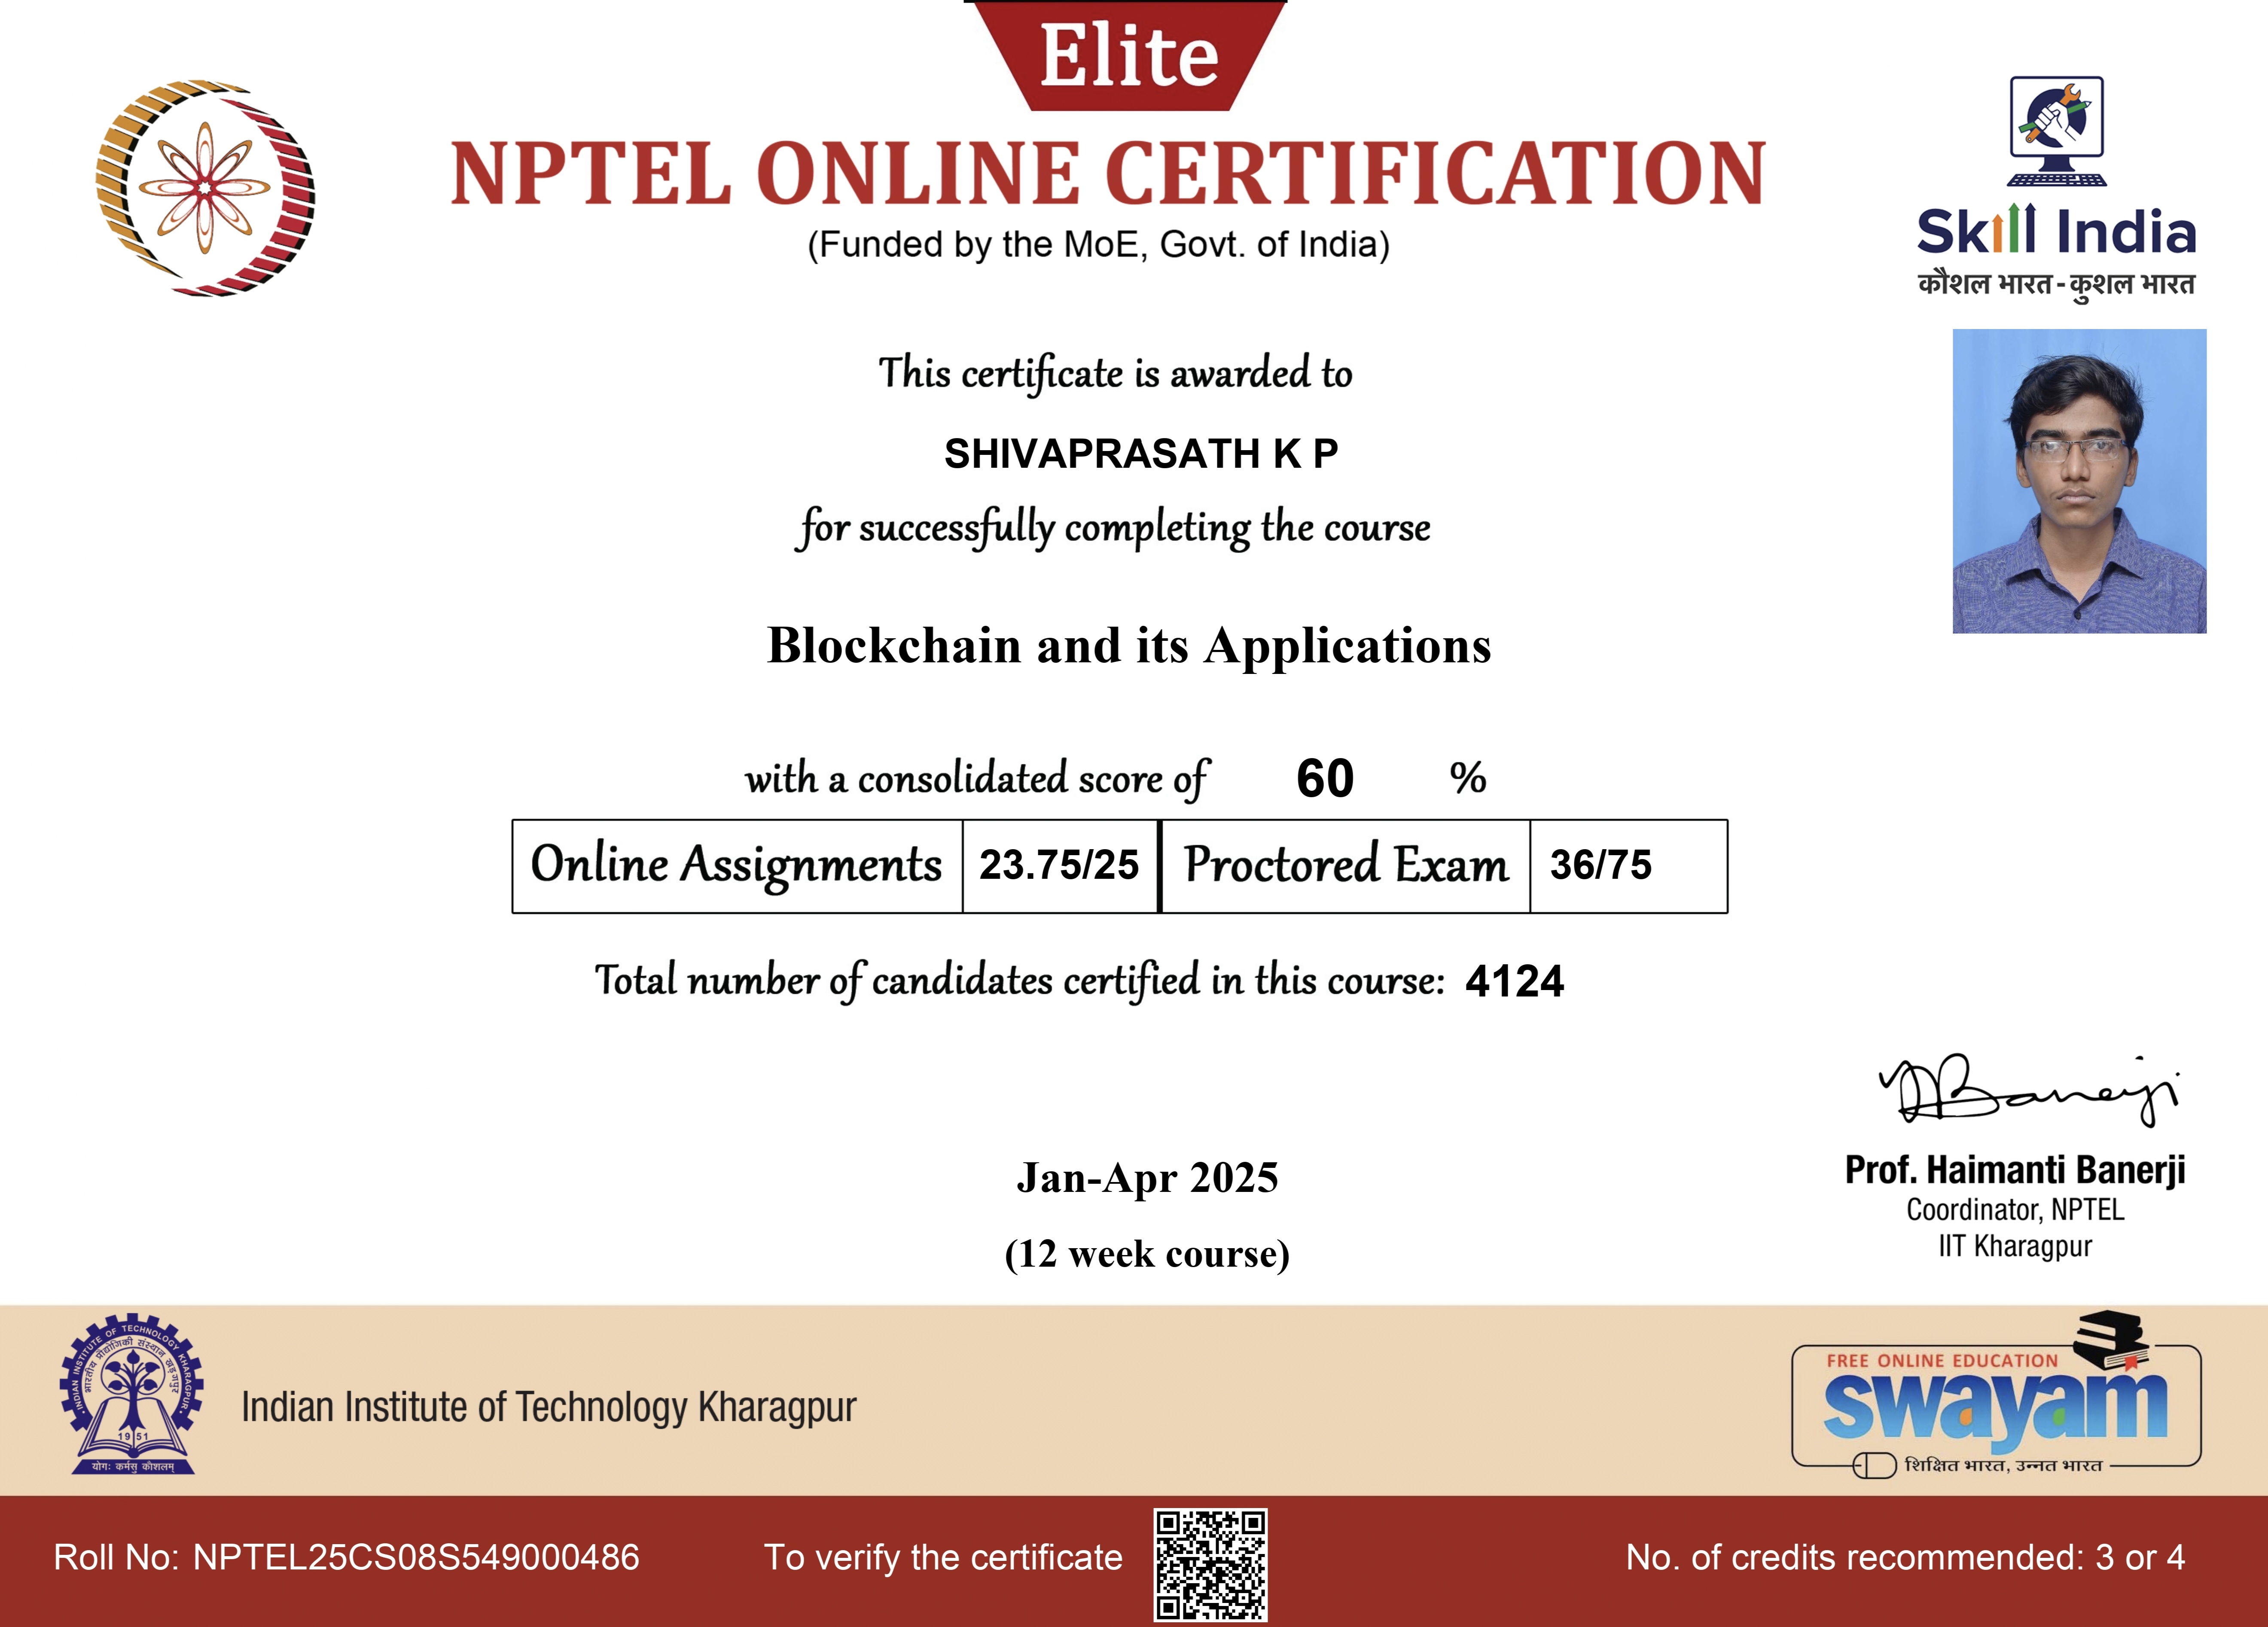 Elite
NPTEL ONLINE CERTIFICATION
(Funded by the MoE, Govt. of India)
Skill India
कौशल भारत - कुशल भारत
This certificate is awarded to
SHIVAPRASATH K P
for successfully completing the course
Blockchain and its Applications
with a consolidated score of 60 %
Online Assignments 23.75/25 Proctored Exam 36/75
Total number of candidates certified in this course: 4124
Banerji
Prof. Haimanti Banerji
Coordinator, NPTEL
IIT Kharagpur
Jan-Apr 2025
(12 week course)
INDIAN INSTITUTE OF TECHNOLOGY KHARAGPUR
भारतीय प्रौद्योगिकी संस्थान खड़गपुर
1951
योगः कर्मसु कौशलम्
Indian Institute of Technology Kharagpur
FREE ONLINE EDUCATION
swayam
शिक्षित भारत, उन्नत भारत
Roll No: NPTEL25CS08S549000486
To verify the certificate
No. of credits recommended: 3 or 4